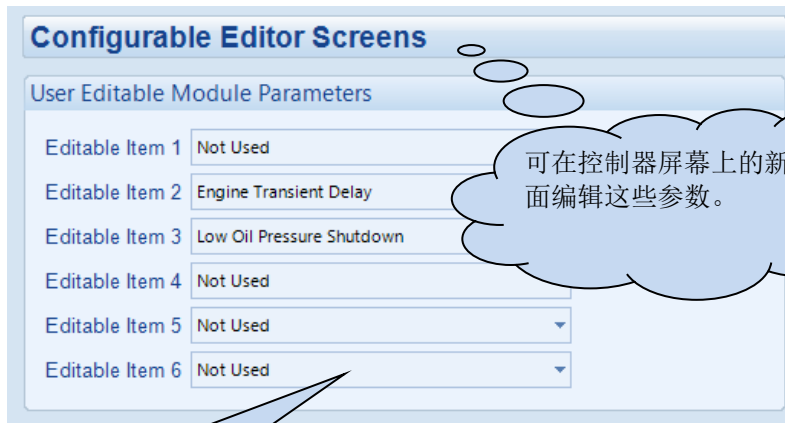 Configurable Editor Screens
User Editable Module Parameters
Editable Item 1 Not Used
Editable Item 2 Engine Transient Delay
Editable Item 3 Low Oil Pressure Shutdown
Editable Item 4 Not Used
Editable Item 5 Not Used
Editable Item 6 Not Used
可在控制器屏幕上的新
面编辑这些参数。